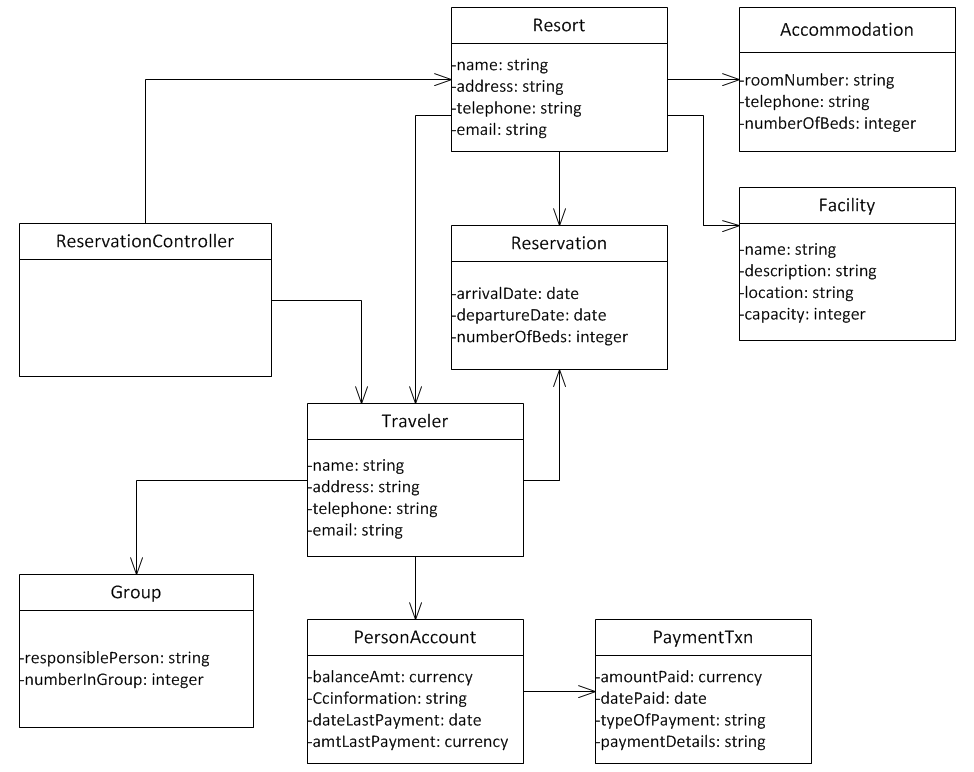 Resort
-name: string
-address: string
-telephone: string
-email: string
Accommodation
-roomNumber: string
-telephone: string
-numberOfBeds: integer
Facility
-name: string
-description: string
-location: string
-capacity: integer
ReservationController
Reservation
-arrivalDate: date
-departureDate: date
-numberOfBeds: integer
Traveler
-name: string
-address: string
-telephone: string
-email: string
Group
-responsiblePerson: string
-numberInGroup: integer
PersonAccount
-balanceAmt: currency
-Ccinformation: string
-dateLastPayment: date
-amtLastPayment: currency
PaymentTxn
-amountPaid: currency
-datePaid: date
-typeOfPayment: string
-paymentDetails: string